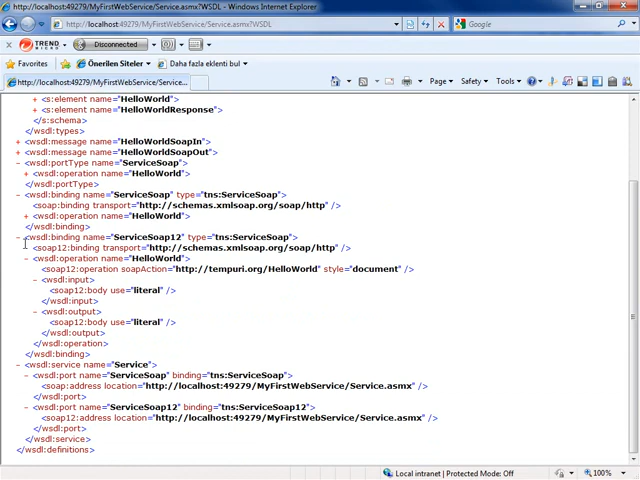 http://localhost:49279/MyFirstWebService/Service.asmx?WSDL - Windows Internet Explorer
http://localhost:49279/MyFirstWebService/Service.asmx?WSDL
Google
TREND MICRO
Disconnected
Favorites
Önerilen Siteler
Daha fazla eklenti bul
http://localhost:49279/MyFirstWebService/Service...
Page
Safety
Tools
+ <s:element name="HelloWorld">
+ <s:element name="HelloWorldResponse">
</s:schema>
</wsdl:types>
+ <wsdl:message name="HelloWorldSoapIn">
+ <wsdl:message name="HelloWorldSoapOut">
- <wsdl:portType name="ServiceSoap">
+ <wsdl:operation name="HelloWorld">
</wsdl:portType>
- <wsdl:binding name="ServiceSoap" type="tns:ServiceSoap">
<soap:binding transport="http://schemas.xmlsoap.org/soap/http" />
+ <wsdl:operation name="HelloWorld">
</wsdl:binding>
- <wsdl:binding name="ServiceSoap12" type="tns:ServiceSoap">
<soap12:binding transport="http://schemas.xmlsoap.org/soap/http" />
- <wsdl:operation name="HelloWorld">
<soap12:operation soapAction="http://tempuri.org/HelloWorld" style="document" />
- <wsdl:input>
<soap12:body use="literal" />
</wsdl:input>
- <wsdl:output>
<soap12:body use="literal" />
</wsdl:output>
</wsdl:operation>
</wsdl:binding>
- <wsdl:service name="Service">
- <wsdl:port name="ServiceSoap" binding="tns:ServiceSoap">
<soap:address location="http://localhost:49279/MyFirstWebService/Service.asmx" />
</wsdl:port>
- <wsdl:port name="ServiceSoap12" binding="tns:ServiceSoap12">
<soap12:address location="http://localhost:49279/MyFirstWebService/Service.asmx" />
</wsdl:port>
</wsdl:service>
</wsdl:definitions>
Local intranet | Protected Mode: Off
100%